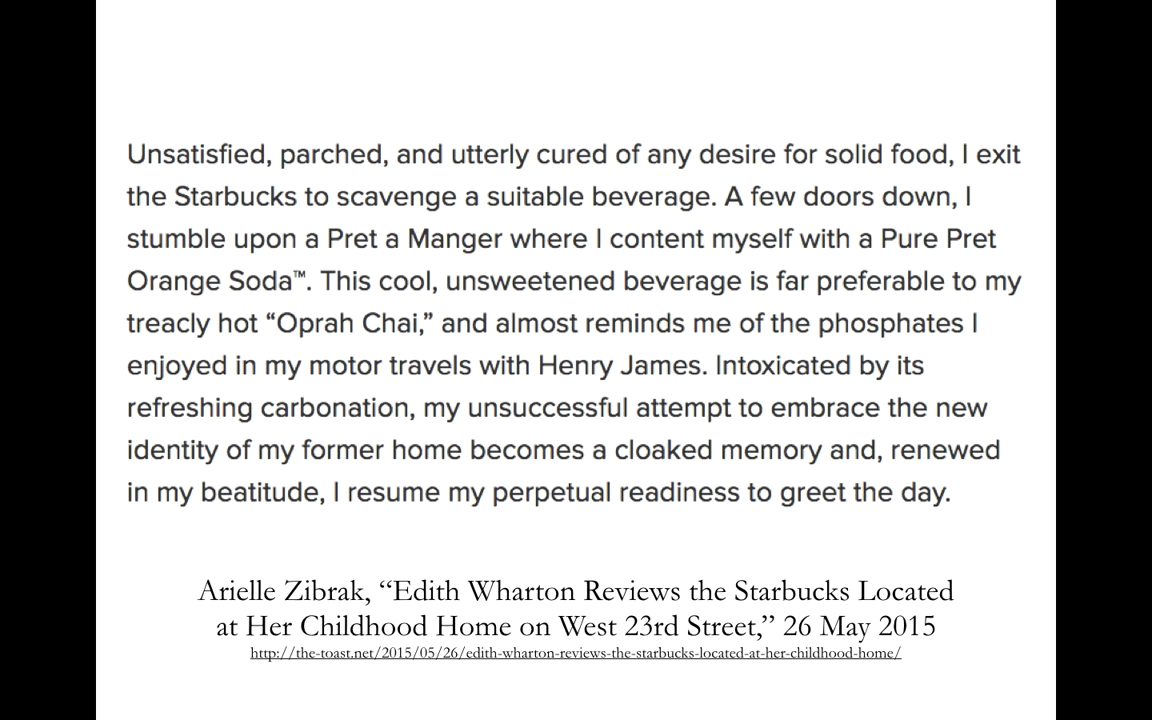 Unsatisfied, parched, and utterly cured of any desire for solid food, I exit
the Starbucks to scavenge a suitable beverage. A few doors down, I
stumble upon a Pret a Manger where I content myself with a Pure Pret
Orange Soda™. This cool, unsweetened beverage is far preferable to my
treacly hot “Oprah Chai,” and almost reminds me of the phosphates I
enjoyed in my motor travels with Henry James. Intoxicated by its
refreshing carbonation, my unsuccessful attempt to embrace the new
identity of my former home becomes a cloaked memory and, renewed
in my beatitude, I resume my perpetual readiness to greet the day.
Arielle Zibrak, “Edith Wharton Reviews the Starbucks Located
at Her Childhood Home on West 23rd Street,” 26 May 2015
http://the-toast.net/2015/05/26/edith-wharton-reviews-the-starbucks-located-at-her-childhood-home/